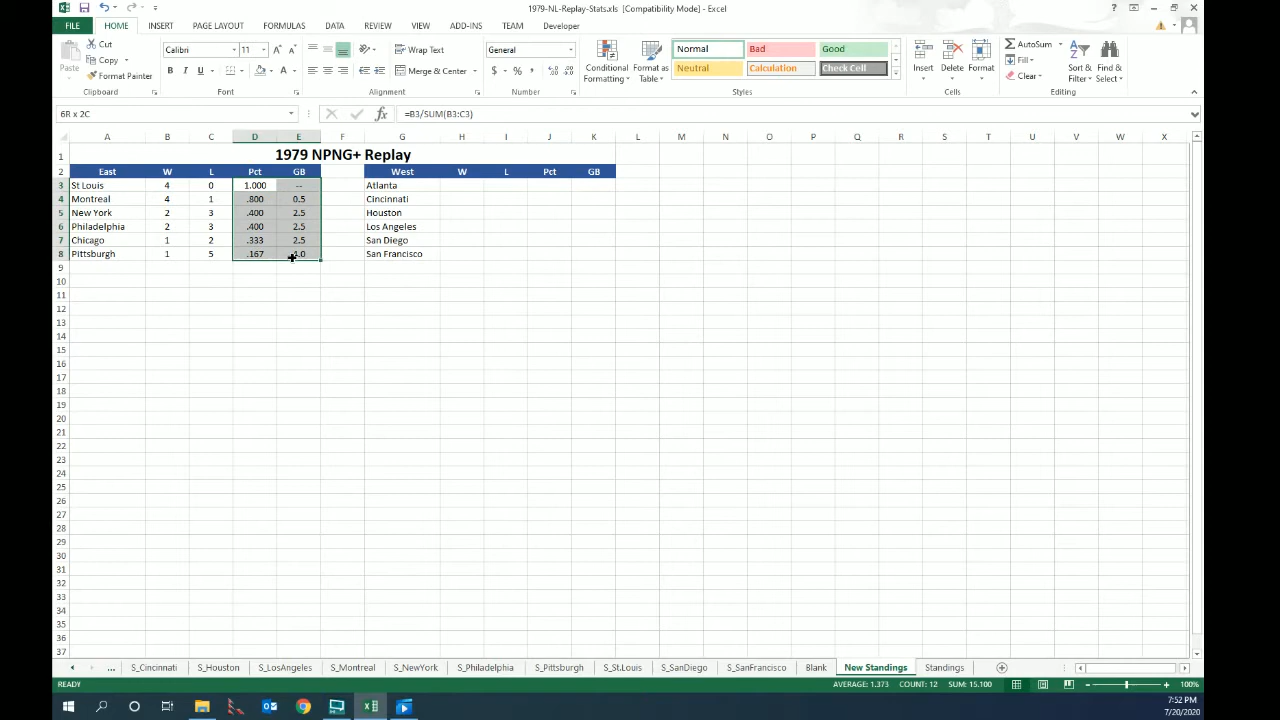 1979-NL-Replay-Stats.xls [Compatibility Mode] - Excel
FILE HOME INSERT PAGE LAYOUT FORMULAS DATA REVIEW VIEW ADD-INS TEAM Developer
Cut
Copy
Format Painter
Paste
Clipboard
Calibri 11
B I U
Font
Wrap Text
Merge & Center
Alignment
General
$ % ,
Number
Conditional Formatting
Format as Table
Normal Bad Good
Neutral Calculation Check Cell
Styles
Insert Delete Format
Cells
AutoSum
Fill
Clear
Sort & Filter
Find & Select
Editing
6R x 2C =B3/SUM(B3:C3)
A B C D E F G H I J K L M N O P Q R S T U V W X
1 1979 NPNG+ Replay
2 East W L Pct GB West W L Pct GB
3 St Louis 4 0 1.000 -- Atlanta
4 Montreal 4 1 .800 0.5 Cincinnati
5 New York 2 3 .400 2.5 Houston
6 Philadelphia 2 3 .400 2.5 Los Angeles
7 Chicago 1 2 .333 2.5 San Diego
8 Pittsburgh 1 5 .167 San Francisco
9
10
11
12
13
14
15
16
17
18
19
20
21
22
23
24
25
26
27
28
29
30
31
32
33
34
35
36
37
... S_Cincinnati S_Houston S_LosAngeles S_Montreal S_NewYork S_Philadelphia S_Pittsburgh S_St.Louis S_SanDiego S_SanFrancisco Blank New Standings Standings
READY AVERAGE: 1.373 COUNT: 12 SUM: 15.100 100%
7:52 PM
7/20/2020